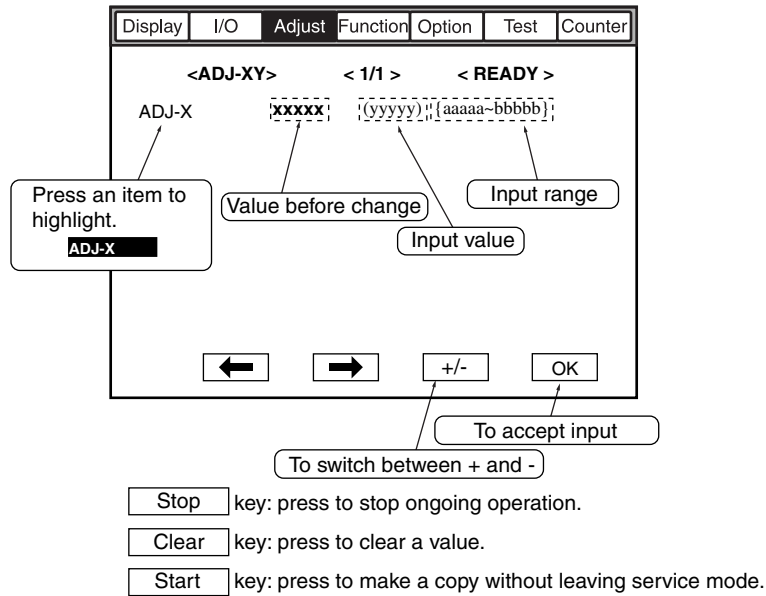 Display I/O Adjust Function Option Test Counter
<ADJ-XY> < 1/1 > < READY >
ADJ-X xxxxx (yyyyy) {aaaaa~bbbbb}
Press an item to
highlight.
ADJ-X
Value before change
Input range
Input value
+/- OK
To accept input
To switch between + and -
Stop key: press to stop ongoing operation.
Clear key: press to clear a value.
Start key: press to make a copy without leaving service mode.